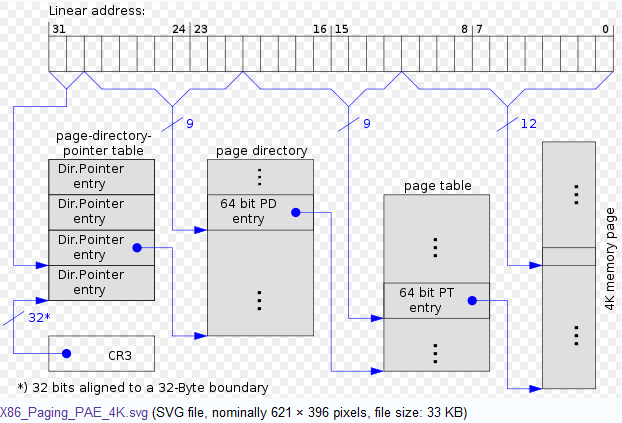 Linear address:
31 24 23 16 15 8 7 0
9 9 12
page-directory-
pointer table
page directory
page table
Dir.Pointer
entry
Dir.Pointer
entry
Dir.Pointer
entry
Dir.Pointer
entry
64 bit PD
entry
64 bit PT
entry
4K memory page
32*
CR3
*) 32 bits aligned to a 32-Byte boundary
X86_Paging_PAE_4K.svg (SVG file, nominally 621 × 396 pixels, file size: 33 KB)